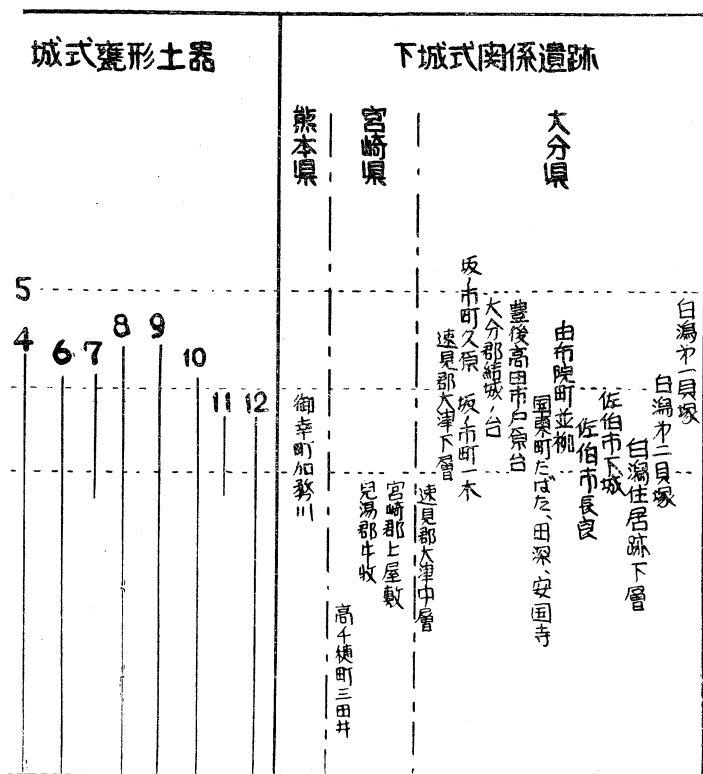 城式甕形土器
下城式関係遺跡
熊本県
宮崎県
大分県
5
4
6
7
8
9
10
11
12
白潟オ一貝塚
白潟オ二貝塚
白潟住居跡下層
佐伯市下城
佐伯市長良
由布院町並柳
国東町たばた、田深、安国寺
豊後高田市戸原台
大分郡結城ノ台
坂ノ市町久原
坂ノ市町一木
速見郡大津下層
速見郡大津中層
宮崎郡上屋敷
児湯郡牛牧
高千穂町三田井
御幸町加勢川